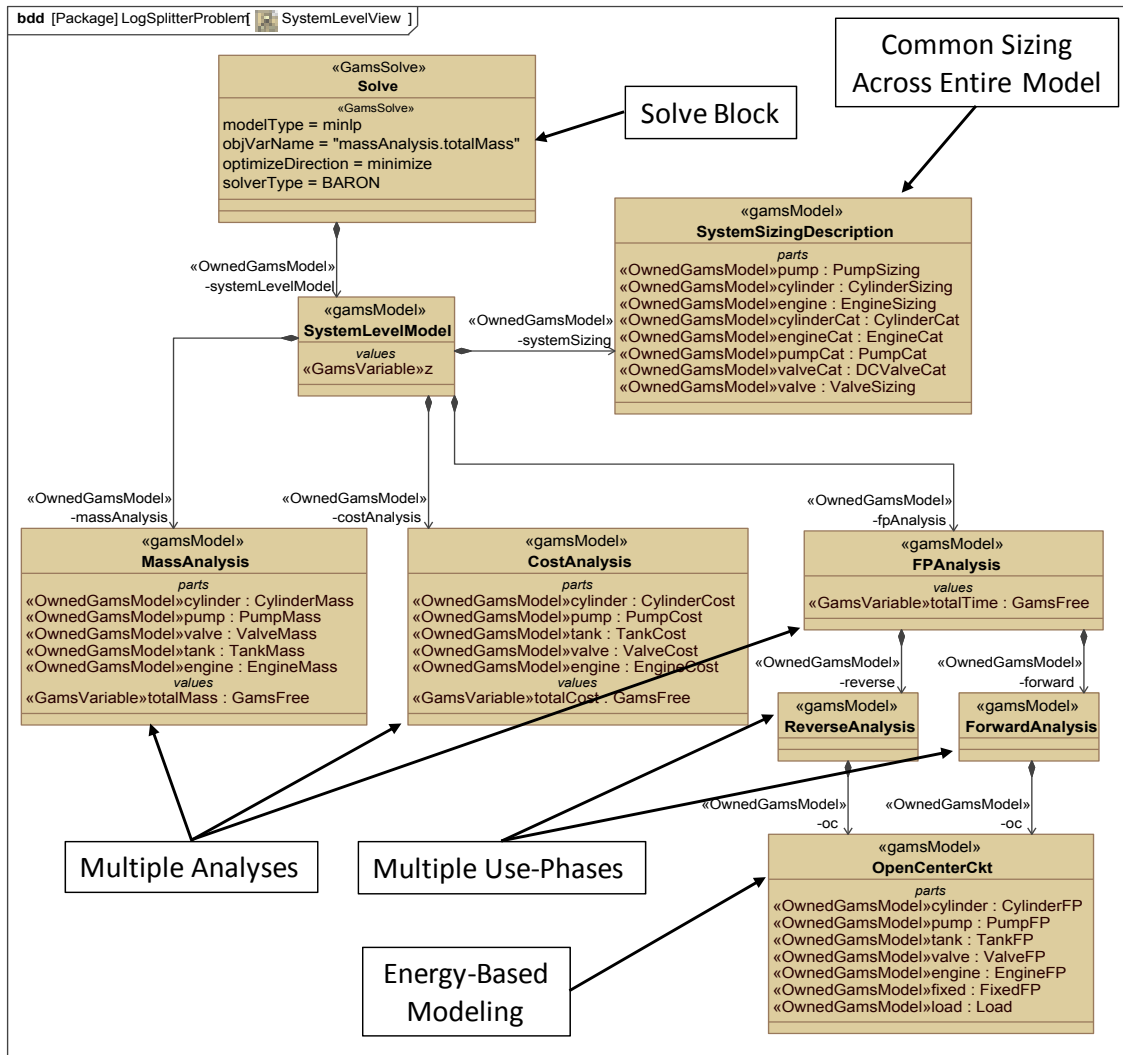 bdd [Package] LogSplitterProblem[ SystemLevelView ]
Common Sizing
Across Entire Model
Solve Block
«GamsSolve»
Solve
«GamsSolve»
modelType = minlp
objVarName = "massAnalysis.totalMass"
optimizeDirection = minimize
solverType = BARON
«gamsModel»
SystemSizingDescription
parts
«OwnedGamsModel»pump : PumpSizing
«OwnedGamsModel»cylinder : CylinderSizing
«OwnedGamsModel»engine : EngineSizing
«OwnedGamsModel»cylinderCat : CylinderCat
«OwnedGamsModel»engineCat : EngineCat
«OwnedGamsModel»pumpCat : PumpCat
«OwnedGamsModel»valveCat : DCValveCat
«OwnedGamsModel»valve : ValveSizing
«OwnedGamsModel»
-systemLevelModel
«gamsModel»
SystemLevelModel
values
«GamsVariable»z
«OwnedGamsModel»
-systemSizing
«OwnedGamsModel»
-massAnalysis
«OwnedGamsModel»
-costAnalysis
«OwnedGamsModel»
-fpAnalysis
«gamsModel»
MassAnalysis
parts
«OwnedGamsModel»cylinder : CylinderMass
«OwnedGamsModel»pump : PumpMass
«OwnedGamsModel»valve : ValveMass
«OwnedGamsModel»tank : TankMass
«OwnedGamsModel»engine : EngineMass
values
«GamsVariable»totalMass : GamsFree
«gamsModel»
CostAnalysis
parts
«OwnedGamsModel»cylinder : CylinderCost
«OwnedGamsModel»pump : PumpCost
«OwnedGamsModel»tank : TankCost
«OwnedGamsModel»valve : ValveCost
«OwnedGamsModel»engine : EngineCost
values
«GamsVariable»totalCost : GamsFree
«gamsModel»
FPAnalysis
values
«GamsVariable»totalTime : GamsFree
«OwnedGamsModel»
-reverse
«OwnedGamsModel»
-forward
«gamsModel»
ReverseAnalysis
«gamsModel»
ForwardAnalysis
«OwnedGamsModel»
-oc
«OwnedGamsModel»
-oc
Multiple Analyses
Multiple Use-Phases
Energy-Based
Modeling
«gamsModel»
OpenCenterCkt
parts
«OwnedGamsModel»cylinder : CylinderFP
«OwnedGamsModel»pump : PumpFP
«OwnedGamsModel»tank : TankFP
«OwnedGamsModel»valve : ValveFP
«OwnedGamsModel»engine : EngineFP
«OwnedGamsModel»fixed : FixedFP
«OwnedGamsModel»load : Load